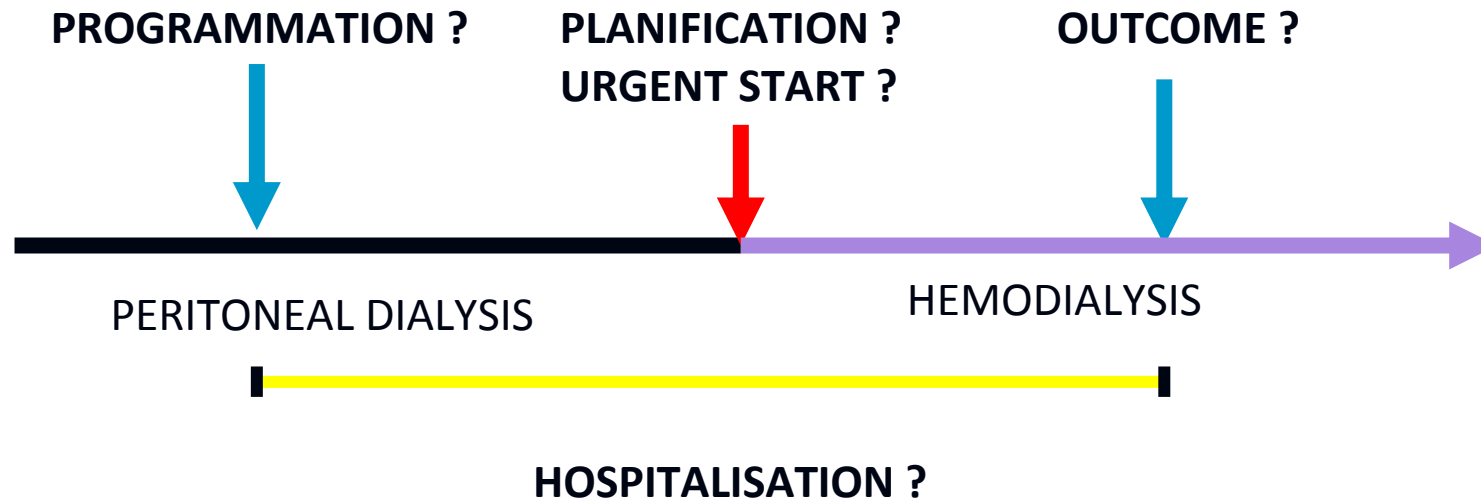 PROGRAMMATION ?
PLANIFICATION ?
URGENT START ?
OUTCOME ?
PERITONEAL DIALYSIS
HEMODIALYSIS
HOSPITALISATION ?